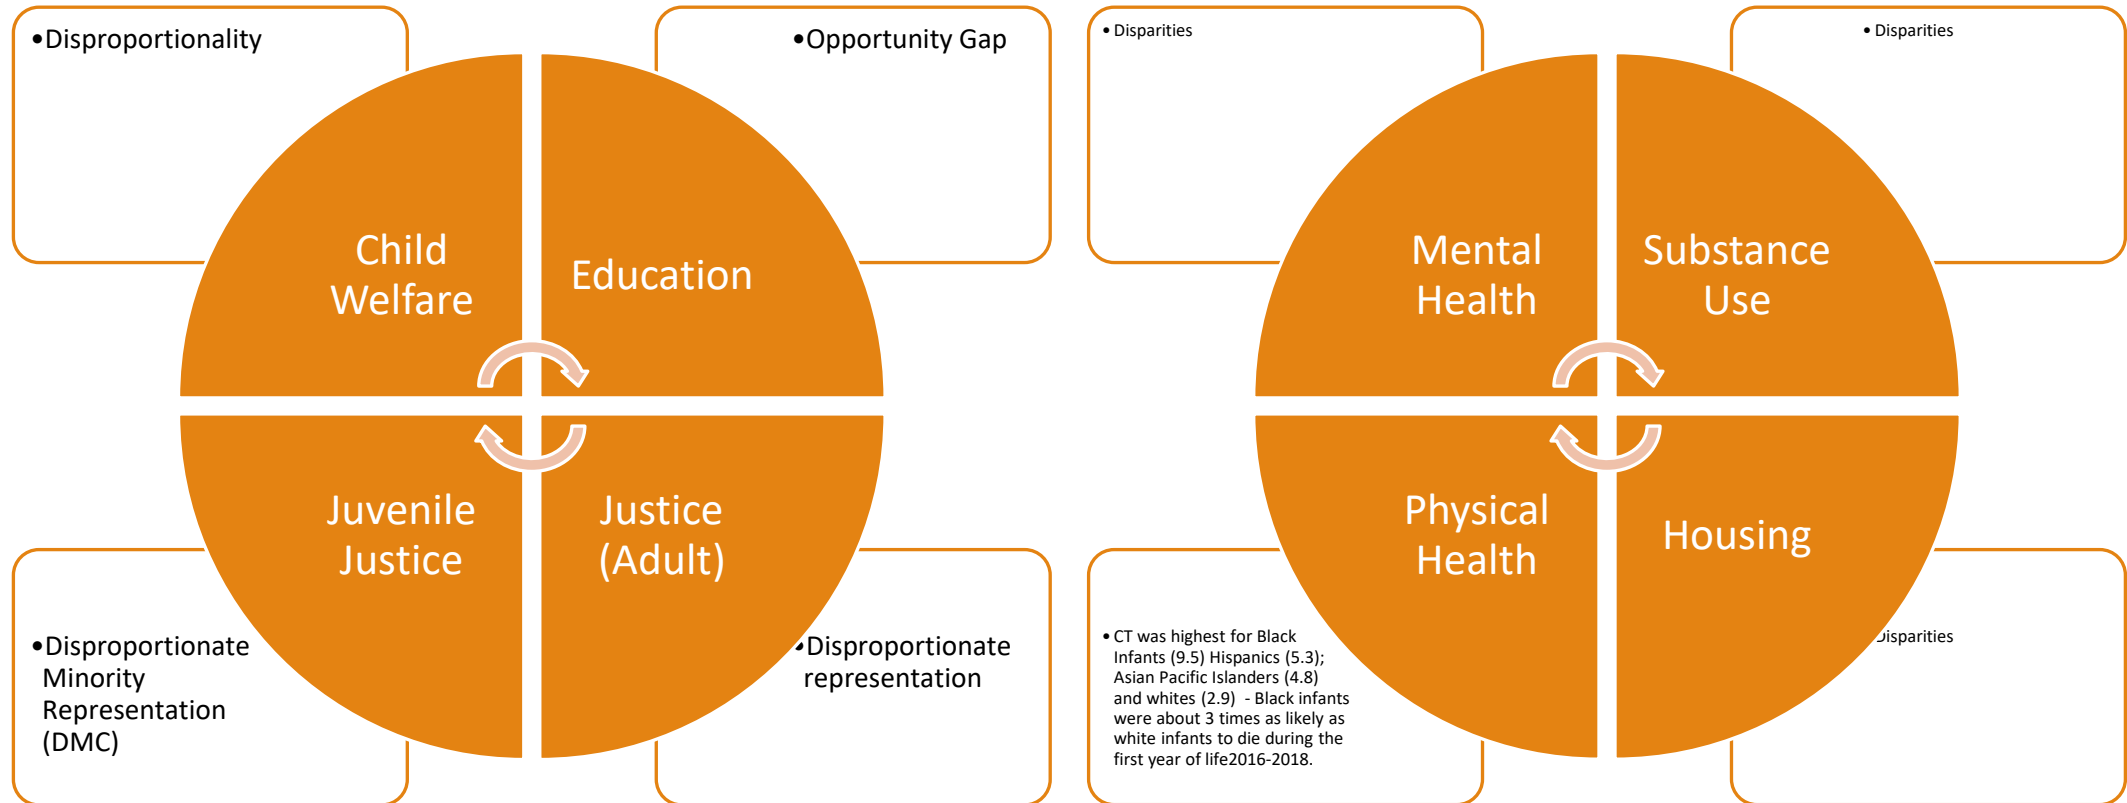 •Disproportionality
•Opportunity Gap
Child
Welfare
Education
Juvenile
Justice
Justice
(Adult)
•Disproportionate
Minority
Representation
(DMC)
•Disproportionate
representation
• Disparities
• Disparities
Mental
Health
Substance
Use
Physical
Health
Housing
• CT was highest for Black
Infants (9.5) Hispanics (5.3);
Asian Pacific Islanders (4.8)
and whites (2.9)  - Black infants
were about 3 times as likely as
white infants to die during the
first year of life2016-2018.
Disparities